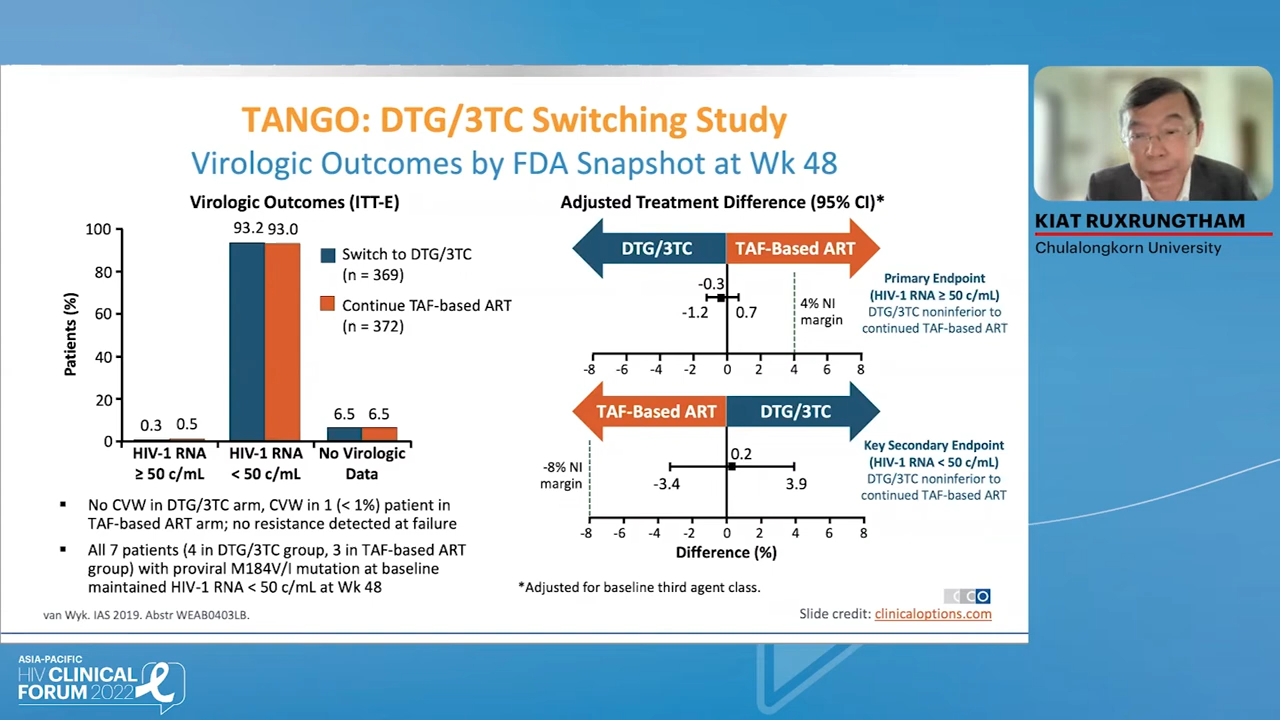 TANGO: DTG/3TC Switching Study
Virologic Outcomes by FDA Snapshot at Wk 48
Virologic Outcomes (ITT-E)
Patients (%)
100
80
60
40
20
0
93.2 93.0
0.3 0.5
6.5 6.5
HIV-1 RNA
≥ 50 c/mL
HIV-1 RNA
< 50 c/mL
No Virologic
Data
Switch to DTG/3TC
(n = 369)
Continue TAF-based ART
(n = 372)
▪ No CVW in DTG/3TC arm, CVW in 1 (< 1%) patient in
TAF-based ART arm; no resistance detected at failure
▪ All 7 patients (4 in DTG/3TC group, 3 in TAF-based ART
group) with proviral M184V/I mutation at baseline
maintained HIV-1 RNA < 50 c/mL at Wk 48
Adjusted Treatment Difference (95% CI)*
DTG/3TC TAF-Based ART
-0.3
-1.2 0.7
4% NI
margin
-8 -6 -4 -2 0 2 4 6 8
Primary Endpoint
(HIV-1 RNA ≥ 50 c/mL)
DTG/3TC noninferior to
continued TAF-based ART
TAF-Based ART DTG/3TC
0.2
-3.4 3.9
-8% NI
margin
-8 -6 -4 -2 0 2 4 6 8
Difference (%)
Key Secondary Endpoint
(HIV-1 RNA < 50 c/mL)
DTG/3TC noninferior to
continued TAF-based ART
*Adjusted for baseline third agent class.
CCO
van Wyk. IAS 2019. Abstr WEAB0403LB.
Slide credit: clinicaloptions.com
KIAT RUXRUNGTHAM
Chulalongkorn University
ASIA-PACIFIC
HIV CLINICAL
FORUM 2022